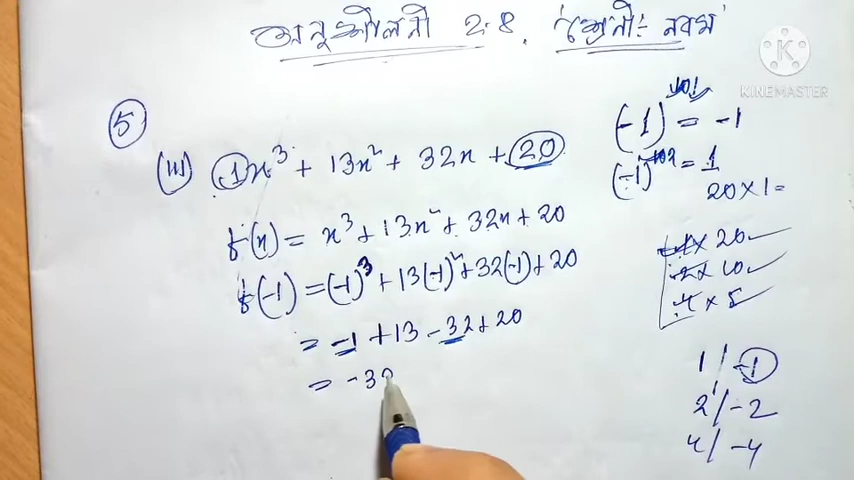 অনুশীলনী 2.8, শ্রেণী: নবম
KINEMASTER
5
(III) 1x³ + 13x² + 32x + 20
f(x) = x³ + 13x² + 32x + 20
f(-1) = (-1)³ + 13(-1)² + 32(-1) + 20
= -1 + 13 - 32 + 20
= -3
(-1)¹⁰¹ = -1
(-1)¹⁰² = 1
20 × 1 =
1 × 20
2 × 10
4 × 5
1 / -1
2 / -2
4 / -4